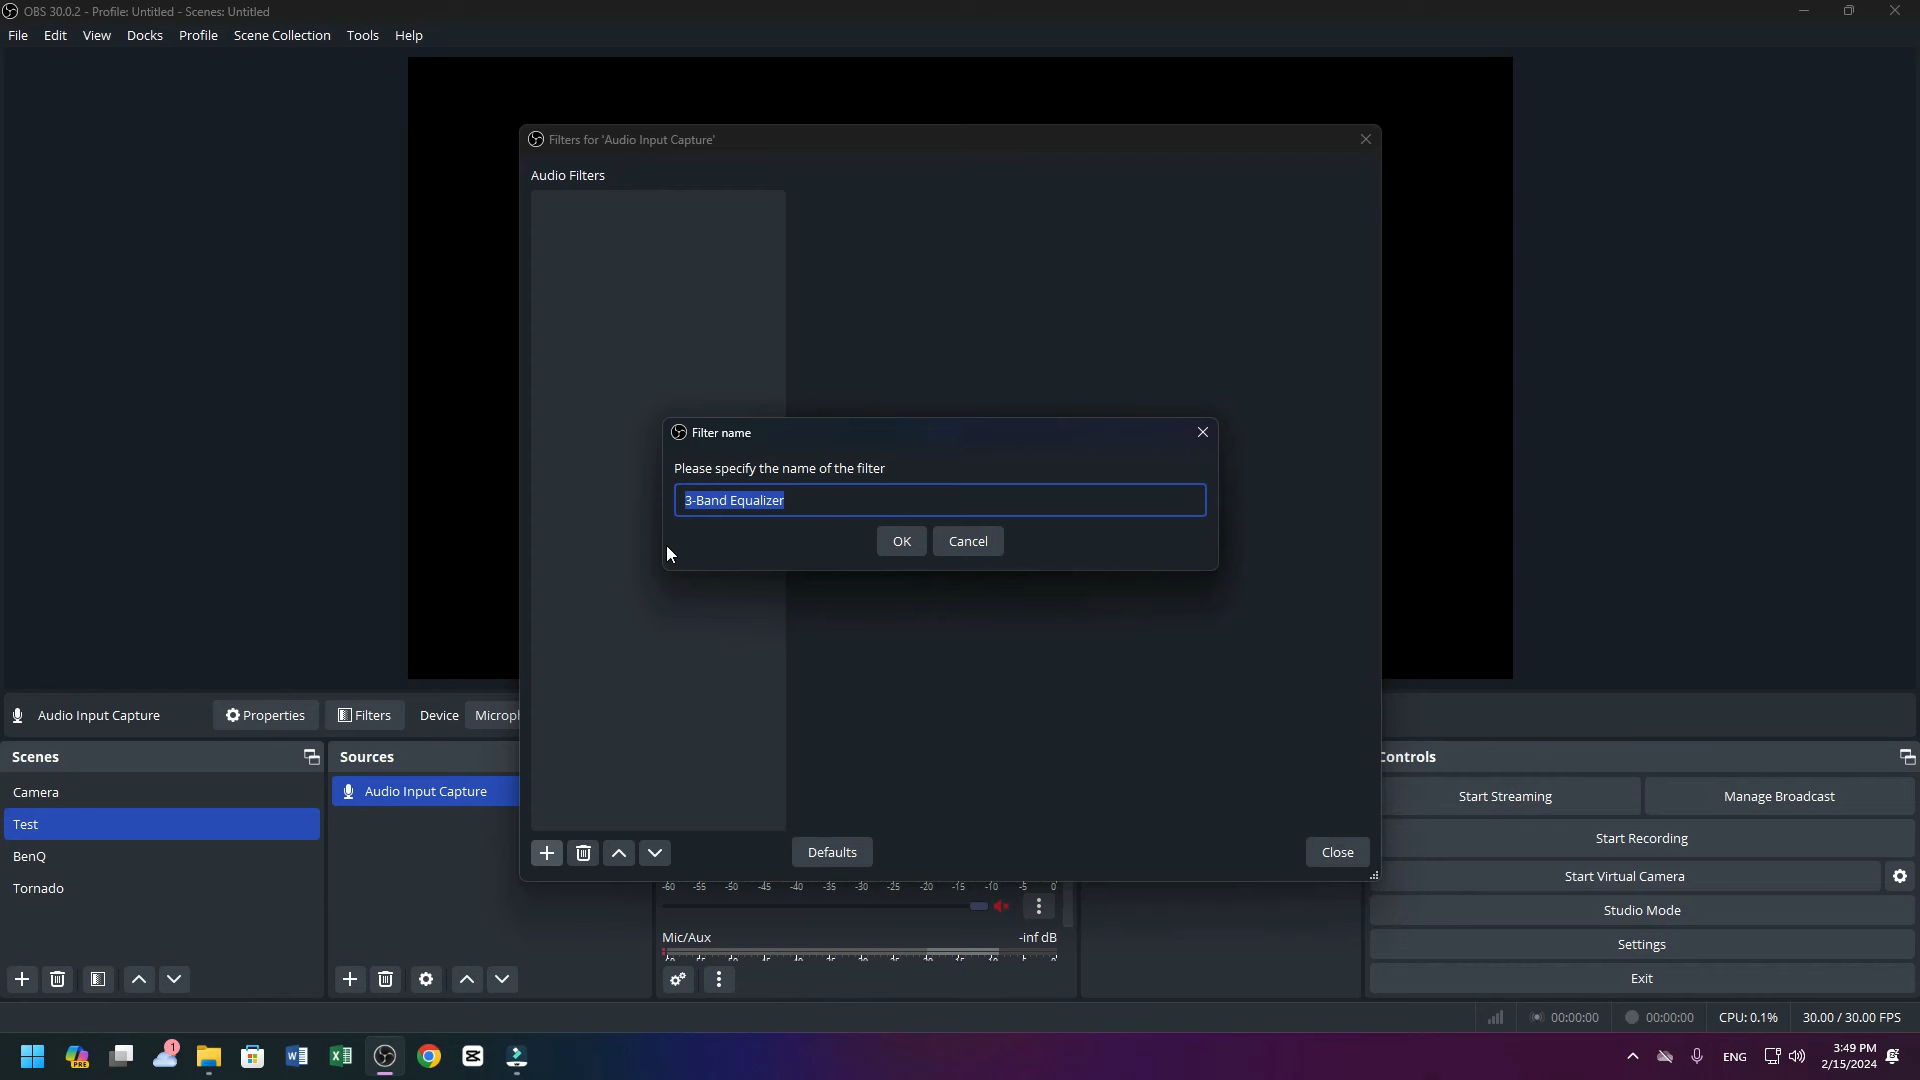 OBS 30.0.2 - Profile: Untitled - Scenes: Untitled
File Edit View Docks Profile Scene Collection Tools Help
Filters for 'Audio Input Capture'
Audio Filters
Filter name
Please specify the name of the filter
3-Band Equalizer
OK Cancel
Audio Input Capture Properties Filters Device Microph
Scenes Sources Controls
Camera
Test
BenQ
Tornado
Audio Input Capture
Defaults Close
-60 -55 -50 -45 -40 -35 -30 -25 -20 -15 -10 -5 0
Mic/Aux -inf dB
Start Streaming Manage Broadcast
Start Recording
Start Virtual Camera
Studio Mode
Settings
Exit
00:00:00 00:00:00 CPU: 0.1% 30.00 / 30.00 FPS
PRE 1 ENG 3:49 PM
2/15/2024